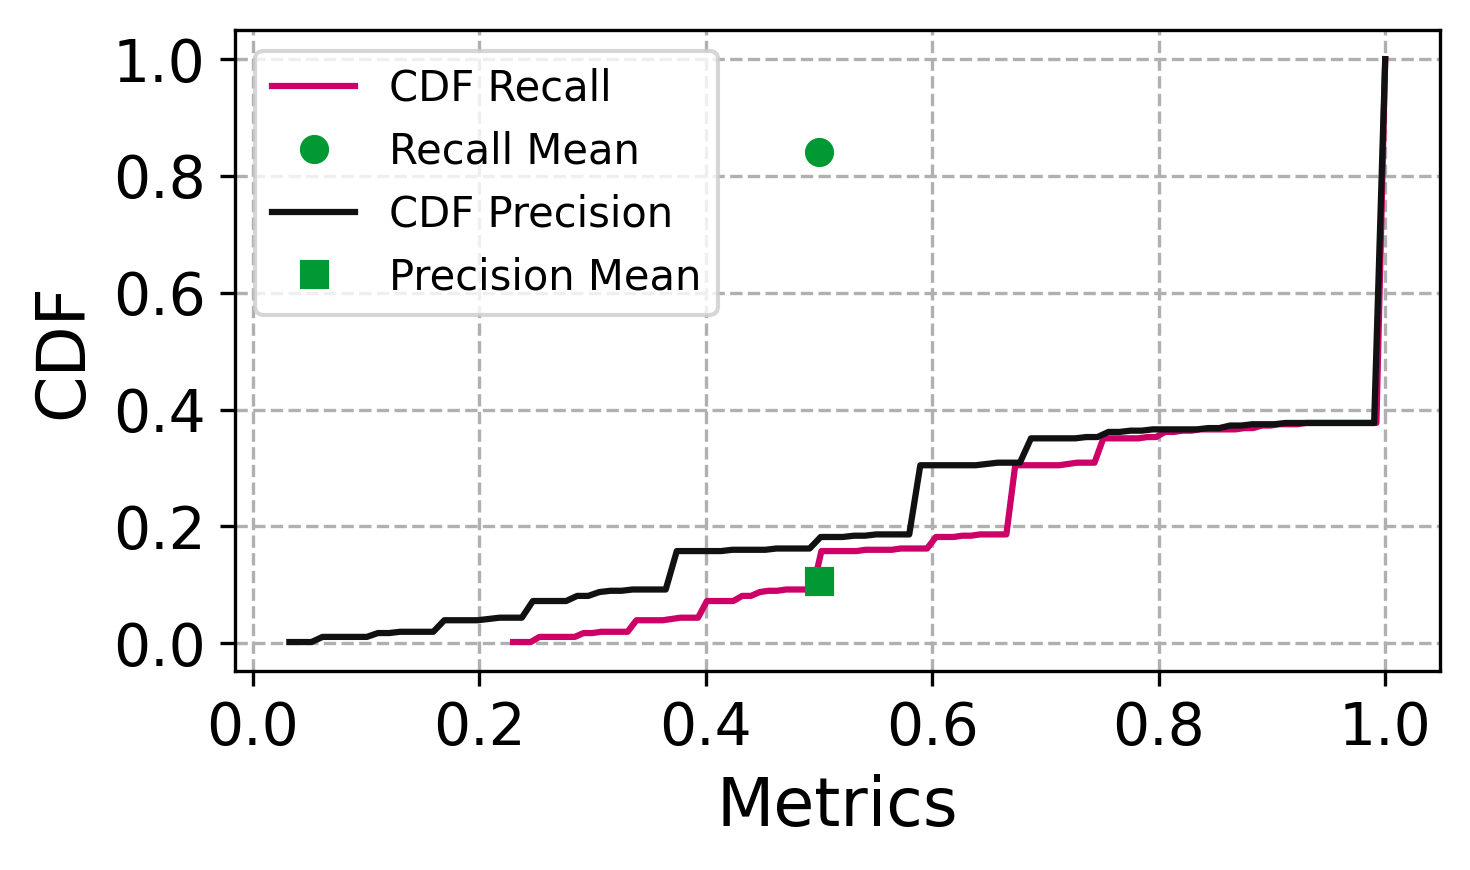 CDF Recall
Recall Mean
CDF Precision
Precision Mean
1.0
0.8
0.6
0.4
0.2
0.0
CDF
0.0 0.2 0.4 0.6 0.8 1.0
Metrics